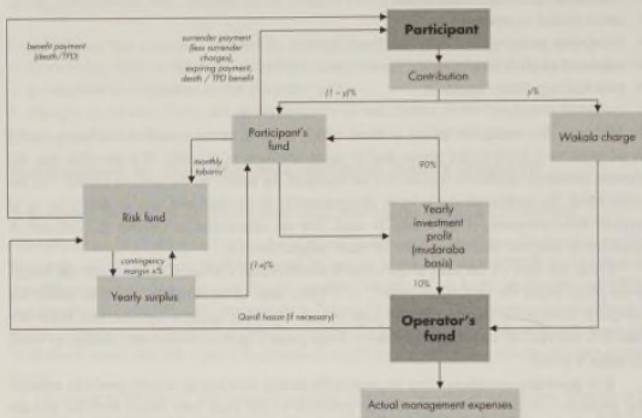 Participant
benefit payment
(death/TPD)
surrender payment
(less surrender
charges),
expiring payment,
death / TPD benefit
Contribution
(1 – y)%
y%
Participant's
fund
Wakala charge
monthly
tabarru'
90%
Risk fund
Yearly
investment
profit
(mudaraba
basis)
contingency
margin x%
(1-x)%
Yearly surplus
10%
Qardl hasan (if necessary)
Operator's
fund
Actual management expenses